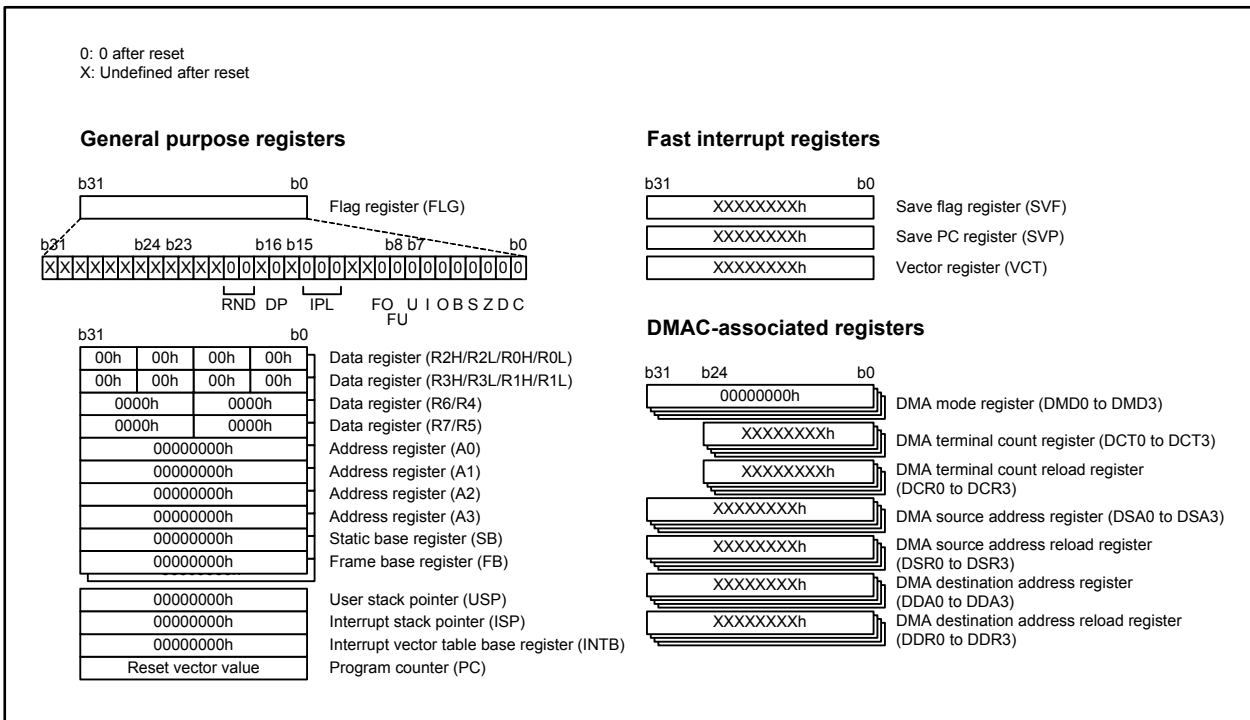 0: 0 after reset
X: Undefined after reset
General purpose registers
b31 b0
Flag register (FLG)
b31 b24 b23 b16 b15 b8 b7 b0
X X X X X X X X X X X X 0 0 X 0 X 0 0 0 X X 0 0 0 0 0 0 0 0 0 0
RND DP IPL FO U I O B S Z D C
FU
b31 b0
00h 00h 00h 00h Data register (R2H/R2L/R0H/R0L)
00h 00h 00h 00h Data register (R3H/R3L/R1H/R1L)
0000h 0000h Data register (R6/R4)
0000h 0000h Data register (R7/R5)
00000000h Address register (A0)
00000000h Address register (A1)
00000000h Address register (A2)
00000000h Address register (A3)
00000000h Static base register (SB)
00000000h Frame base register (FB)
00000000h User stack pointer (USP)
00000000h Interrupt stack pointer (ISP)
00000000h Interrupt vector table base register (INTB)
Reset vector value Program counter (PC)
Fast interrupt registers
b31 b0
XXXXXXXXh Save flag register (SVF)
XXXXXXXXh Save PC register (SVP)
XXXXXXXXh Vector register (VCT)
DMAC-associated registers
b31 b24 b0
00000000h DMA mode register (DMD0 to DMD3)
XXXXXXXXh DMA terminal count register (DCT0 to DCT3)
XXXXXXXXh DMA terminal count reload register
(DCR0 to DCR3)
XXXXXXXXh DMA source address register (DSA0 to DSA3)
XXXXXXXXh DMA source address reload register
(DSR0 to DSR3)
XXXXXXXXh DMA destination address register
(DDA0 to DDA3)
XXXXXXXXh DMA destination address reload register
(DDR0 to DDR3)